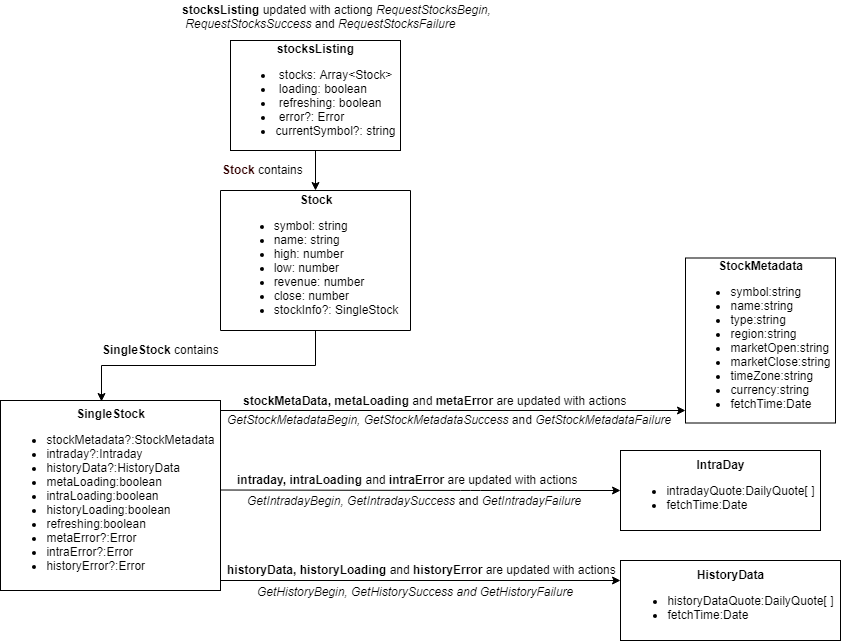 stocksListing updated with actiong RequestStocksBegin,
RequestStocksSuccess and RequestStocksFailure
stocksListing
stocks: Array<Stock>
loading: boolean
refreshing: boolean
error?: Error
currentSymbol?: string
Stock contains
Stock
symbol: string
name: string
high: number
low: number
revenue: number
close: number
stockInfo?: SingleStock
SingleStock contains
SingleStock
stockMetadata?:StockMetadata
intraday?:Intraday
historyData?:HistoryData
metaLoading:boolean
intraLoading:boolean
historyLoading:boolean
refreshing:boolean
metaError?:Error
intraError?:Error
historyError?:Error
stockMetaData, metaLoading and metaError are updated with actions
GetStockMetadataBegin, GetStockMetadataSuccess and GetStockMetadataFailure
StockMetadata
symbol:string
name:string
type:string
region:string
marketOpen:string
marketClose:string
timeZone:string
currency:string
fetchTime:Date
intraday, intraLoading and intraError are updated with actions
GetIntradayBegin, GetIntradaySuccess and GetIntradayFailure
IntraDay
intradayQuote:DailyQuote[ ]
fetchTime:Date
historyData, historyLoading and historyError are updated with actions
GetHistoryBegin, GetHistorySuccess and GetHistoryFailure
HistoryData
historyDataQuote:DailyQuote[ ]
fetchTime:Date